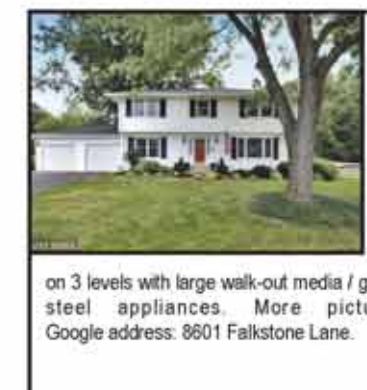 on 3 levels with large walk-out media / g
steel appliances. More pictu
Google address: 8601 Falkstone Lane.